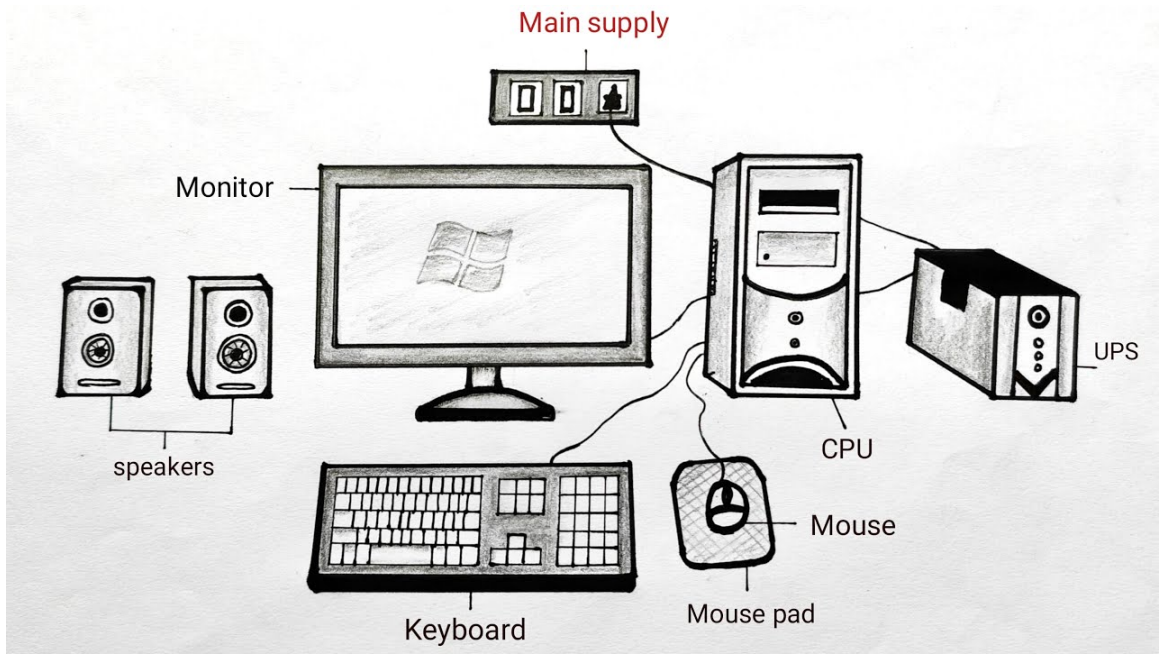 Main supply
Monitor
UPS
CPU
speakers
Mouse
Mouse pad
Keyboard